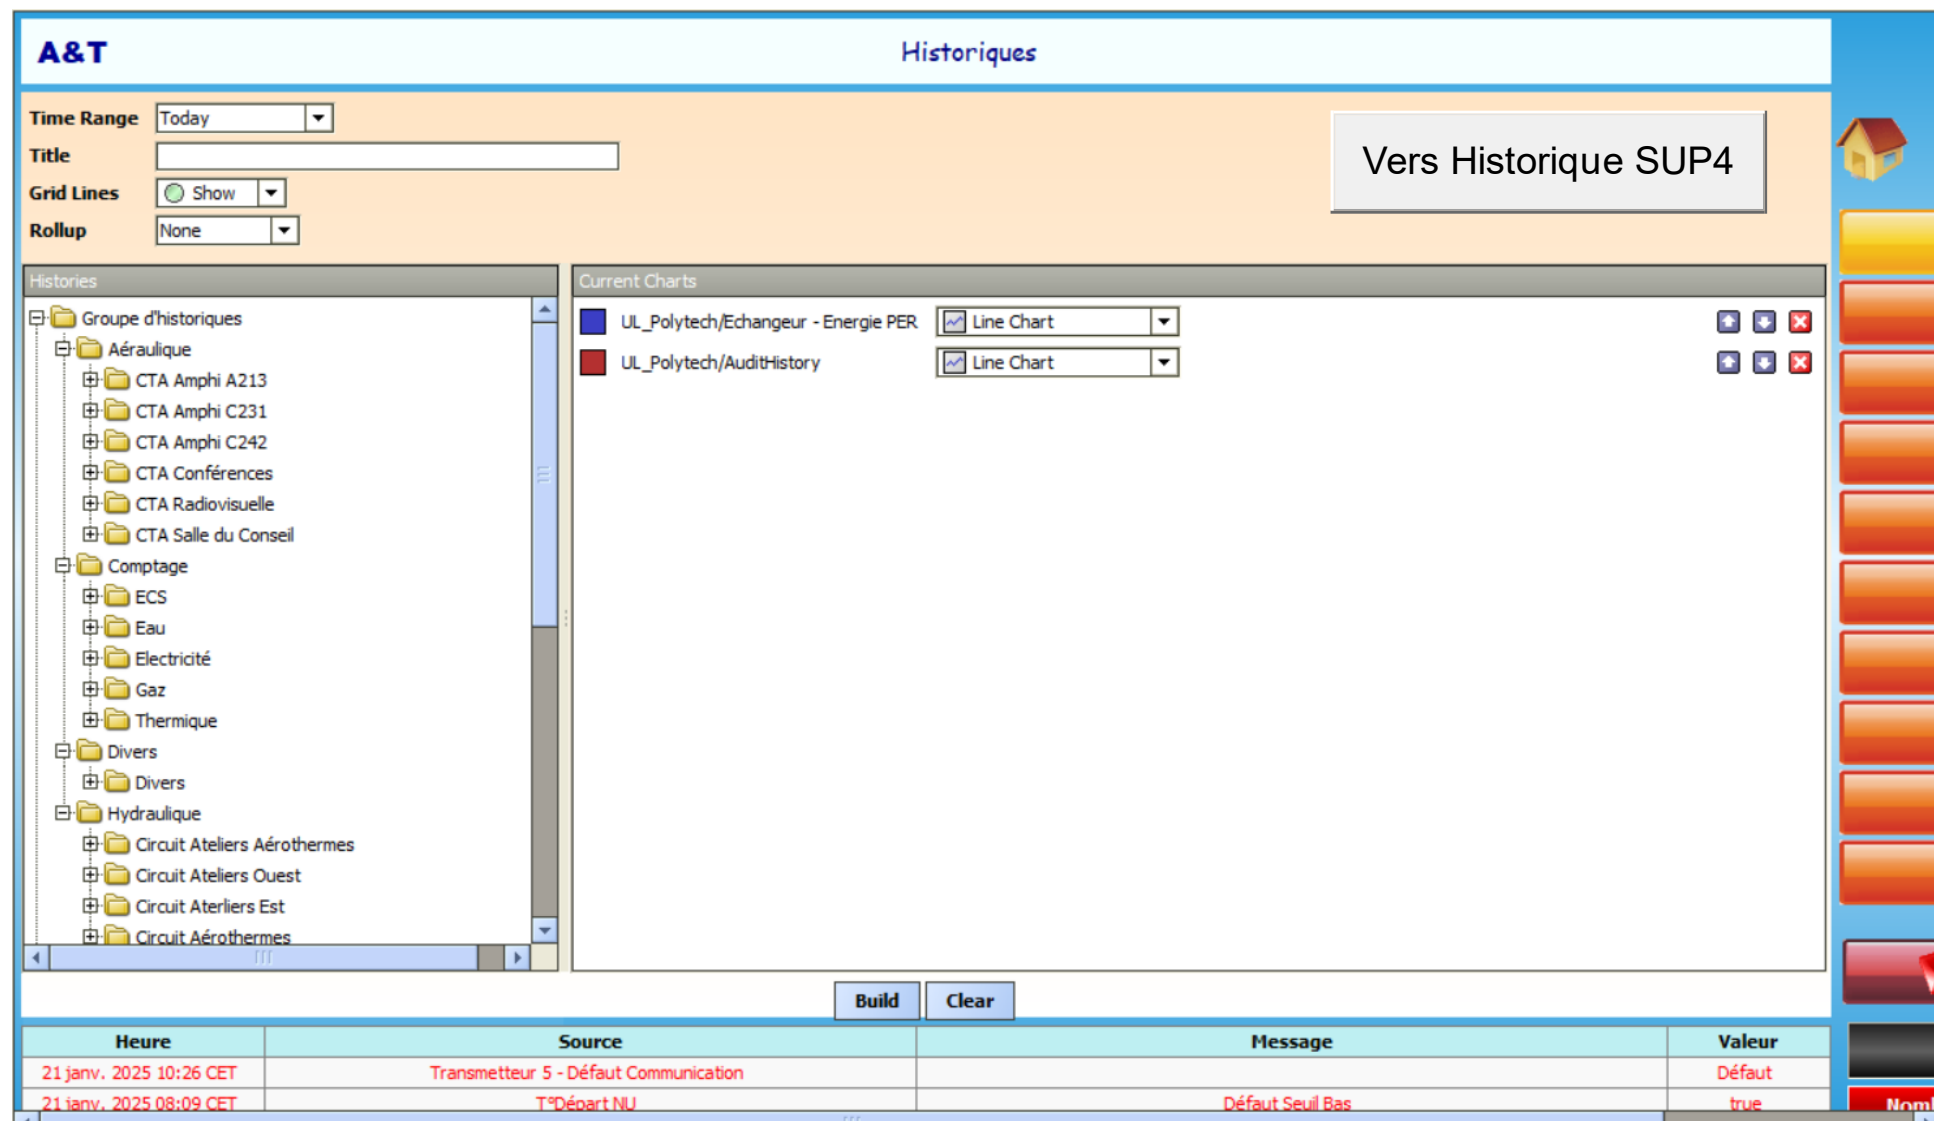 A&T
Historiques
Time Range Today
Title
Grid Lines Show
Rollup None
Vers Historique SUP4
Histories
Groupe d'historiques
Aéraulique
CTA Amphi A213
CTA Amphi C231
CTA Amphi C242
CTA Conférences
CTA Radiovisuelle
CTA Salle du Conseil
Comptage
ECS
Eau
Electricité
Gaz
Thermique
Divers
Divers
Hydraulique
Circuit Ateliers Aérothermes
Circuit Ateliers Ouest
Circuit Aterliers Est
Circuit Aérothermes
Current Charts
UL_Polytech/Echangeur - Energie PER Line Chart
UL_Polytech/AuditHistory Line Chart
Build Clear
Heure Source Message Valeur
21 janv. 2025 10:26 CET Transmetteur 5 - Défaut Communication Défaut
21 janv. 2025 08:09 CET T°Départ NU Défaut Seuil Bas true